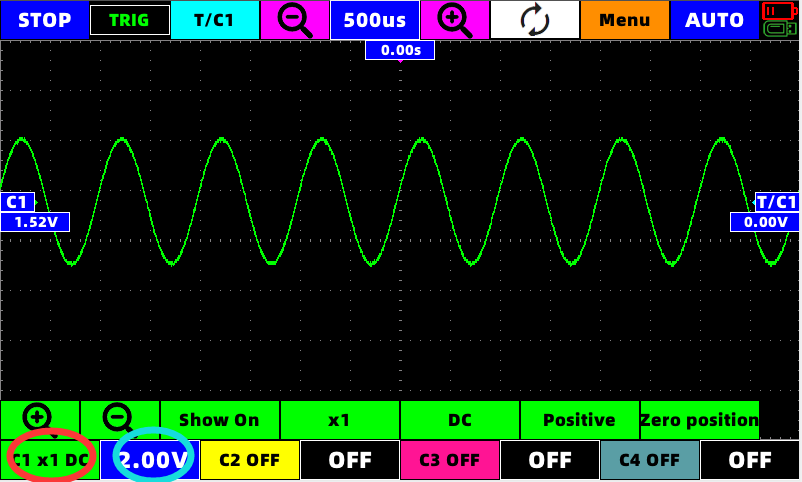 STOP TRIG T/C1 500us Menu AUTO
0.00s
C1 T/C1
1.52V 0.00V
Show On x1 DC Positive Zero position
C1 x1 DC 2.00V C2 OFF OFF C3 OFF OFF C4 OFF OFF